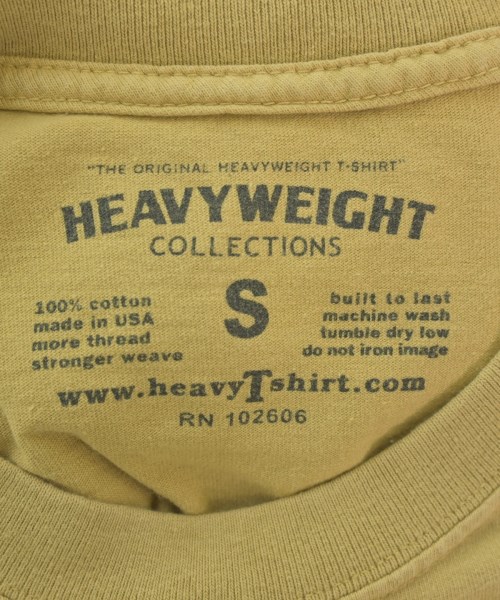 "THE ORIGINAL HEAVYWEIGHT T-SHIRT"
HEAVYWEIGHT
COLLECTIONS
S
100% cotton
made in USA
more thread
stronger weave
built to last
machine wash
tumble dry low
do not iron image
www.heavyTshirt.com
RN 102606